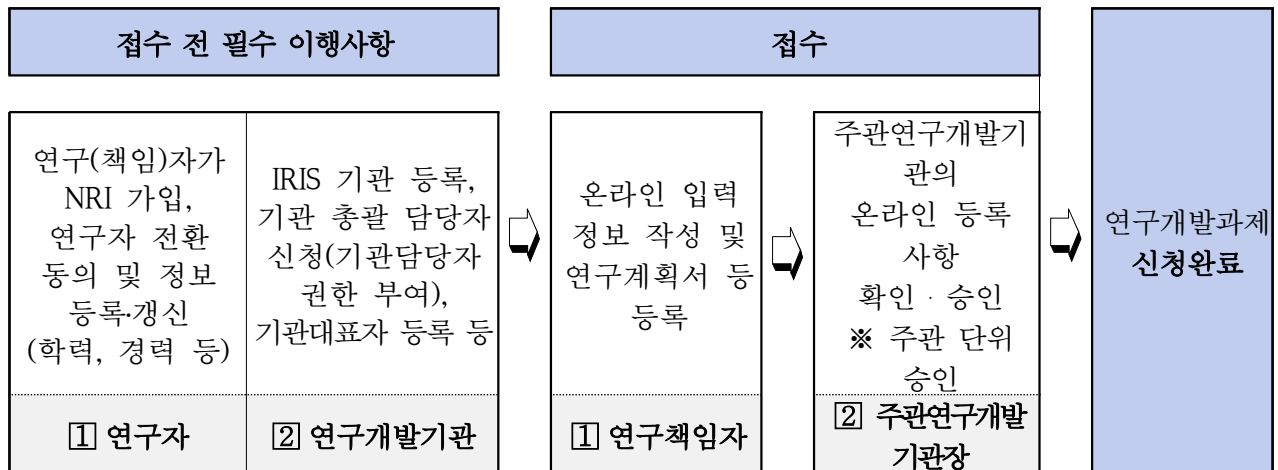 접수 전 필수 이행사항
접수
연구(책임)자가
NRI 가입,
연구자 전환
동의 및 정보
등록·갱신
(학력, 경력 등)
IRIS 기관 등록,
기관 총괄 담당자
신청(기관담당자
권한 부여),
기관대표자 등록 등
온라인 입력
정보 작성 및
연구계획서 등
등록
주관연구개발기
관의
온라인 등록
사항
확인·승인
※ 주관 단위
승인
연구개발과제
신청완료
1 연구자
2 연구개발기관
1 연구책임자
2 주관연구개발
기관장